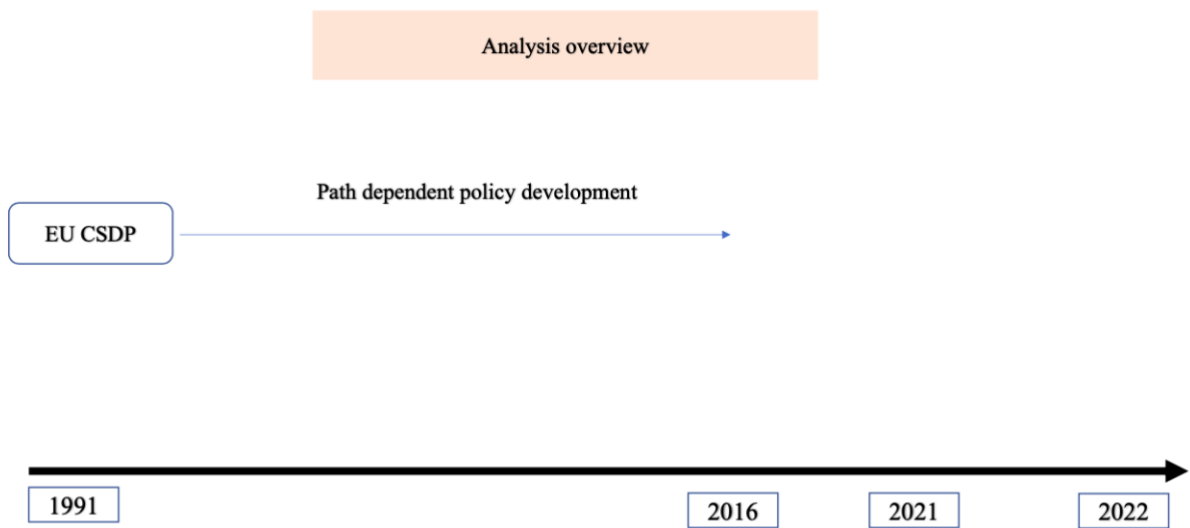 Analysis overview
Path dependent policy development
EU CSDP
1991
2016
2021
2022